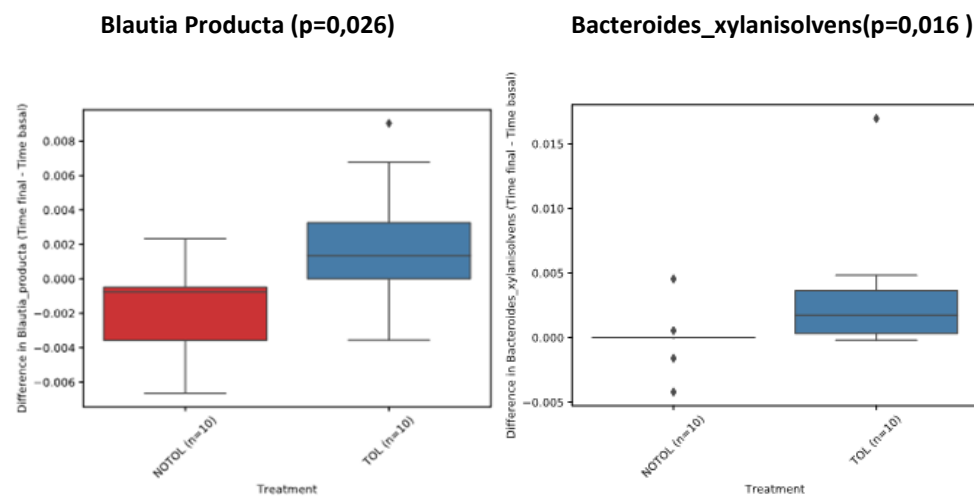 Blautia Producta (p=0,026)
Difference in Blautia_producta (Time final - Time basal)
0.008
0.006
0.004
0.002
0.000
−0.002
−0.004
−0.006
NOTOL (n=10)
TOL (n=10)
Treatment
Bacteroides_xylanisolvens(p=0,016 )
Difference in Bacteroides_xylanisolvens (Time final - Time basal)
0.015
0.010
0.005
0.000
−0.005
NOTOL (n=10)
TOL (n=10)
Treatment